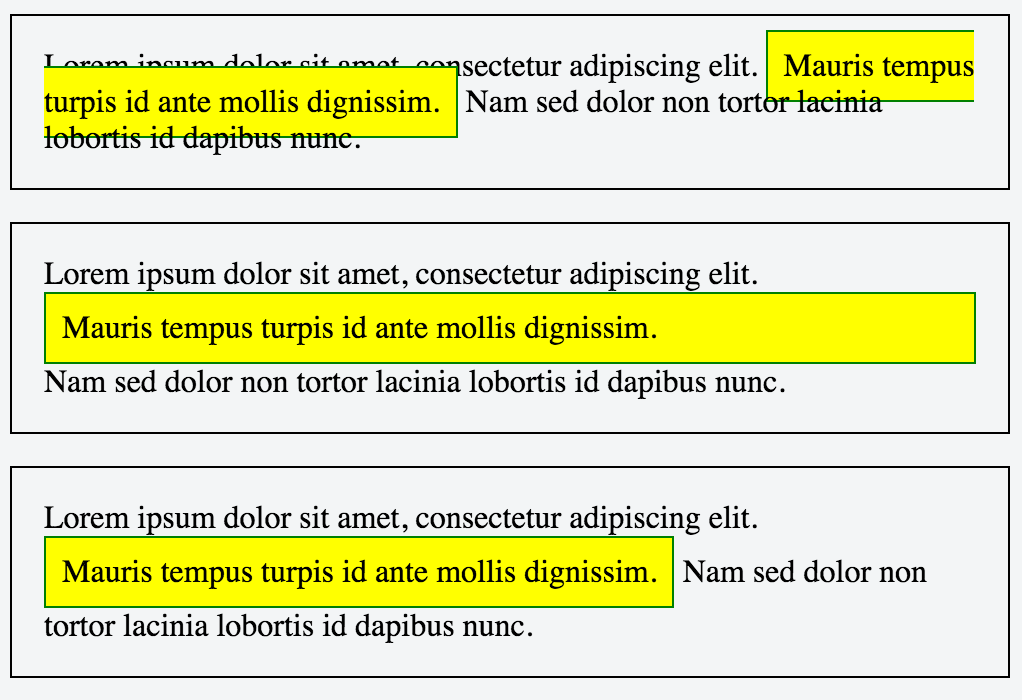 Lorem ipsum dolor sit amet, consectetur adipiscing elit. Mauris tempus
turpis id ante mollis dignissim. Nam sed dolor non tortor lacinia
lobortis id dapibus nunc.
Lorem ipsum dolor sit amet, consectetur adipiscing elit.
Mauris tempus turpis id ante mollis dignissim.
Nam sed dolor non tortor lacinia lobortis id dapibus nunc.
Lorem ipsum dolor sit amet, consectetur adipiscing elit.
Mauris tempus turpis id ante mollis dignissim. Nam sed dolor non
tortor lacinia lobortis id dapibus nunc.